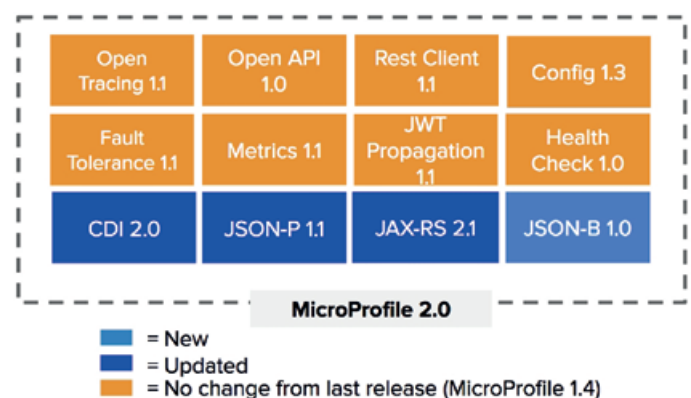 Open
Tracing 1.1
Open API
1.0
Rest Client
1.1
Config 1.3
Fault
Tolerance 1.1
Metrics 1.1
JWT
Propagation
1.1
Health
Check 1.0
CDI 2.0
JSON-P 1.1
JAX-RS 2.1
JSON-B 1.0
MicroProfile 2.0
= New
= Updated
= No change from last release (MicroProfile 1.4)